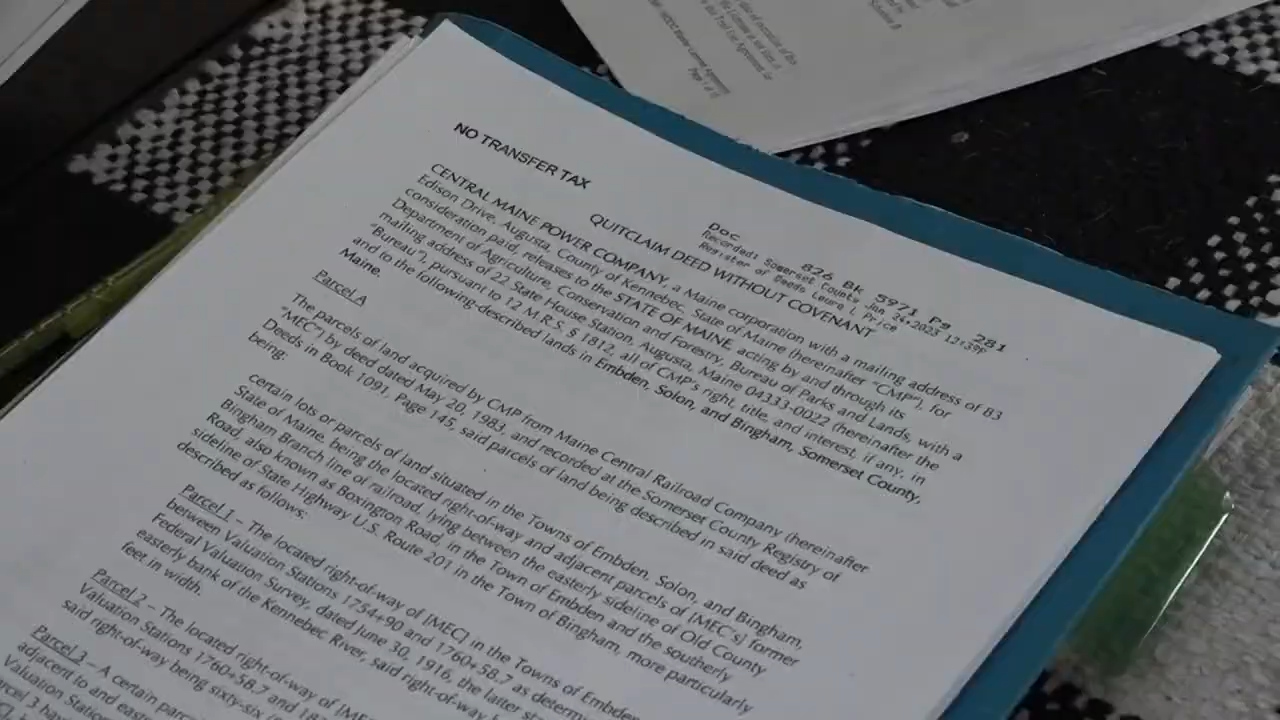 NO TRANSFER TAX
Doc 826 BK 5971 Pg 281
Recorded: Somerset County Jan 24,2023 12:39P
Register of Deeds Laura L Price
QUITCLAIM DEED WITHOUT COVENANT
CENTRAL MAINE POWER COMPANY, a Maine corporation with a mailing address of 83
Edison Drive, Augusta, County of Kennebec, State of Maine (hereinafter "CMP"), for
consideration paid, releases to the STATE OF MAINE, acting by and through its
Department of Agriculture, Conservation and Forestry, Bureau of Parks and Lands, with a
mailing address of 22 State House Station, Augusta, Maine 04333-0022 (hereinafter the
"Bureau"), pursuant to 12 M.R.S. § 1812, all of CMP's right, title, and interest, if any, in
and to the following-described lands in Embden, Solon, and Bingham, Somerset County,
Maine.
Parcel A
The parcels of land acquired by CMP from Maine Central Railroad Company (hereinafter
"MEC") by deed dated May 20, 1983, and recorded at the Somerset County Registry of
Deeds in Book 1091, Page 145, said parcels of land being described in said deed as
being:
certain lots or parcels of land situated in the Towns of Embden, Solon, and Bingham,
State of Maine, being the located right-of-way and adjacent parcels of [MEC's] former
Bingham Branch line of railroad, lying between the easterly sideline of Old County
Road, also known as Boxington Road, in the Town of Embden and the southerly
sideline of State Highway U.S. Route 201 in the Town of Bingham, more particularly
described as follows:
Parcel 1 – The located right-of-way of [MEC] in the Towns of Embden
between Valuation Stations 1754+90 and 1760+58.7 as determ
Federal Valuation Survey, dated June 30, 1916, the latter sta
easterly bank of the Kennebec River, said right-of-way
feet in width.
Parcel 2 – The located right-of-way of [MEC
Valuation Stations 1760+58.7 and 18
said right-of-way being sixty-six (
Parcel 3 – A certain parc
adjacent to and easte
Valuation Station